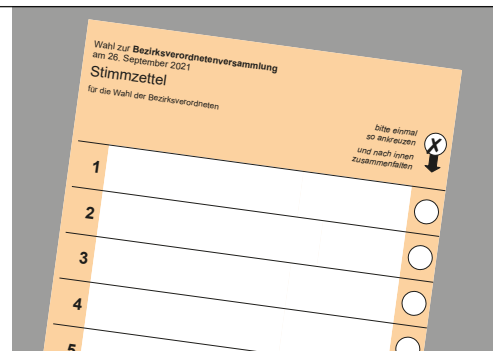 Wahl zur Bezirksverordnetenversammlung
am 26. September 2021
Stimmzettel
für die Wahl der Bezirksverordneten
bitte einmal
so ankreuzen
X
und nach innen
zusammenfalten
1
2
3
4
5